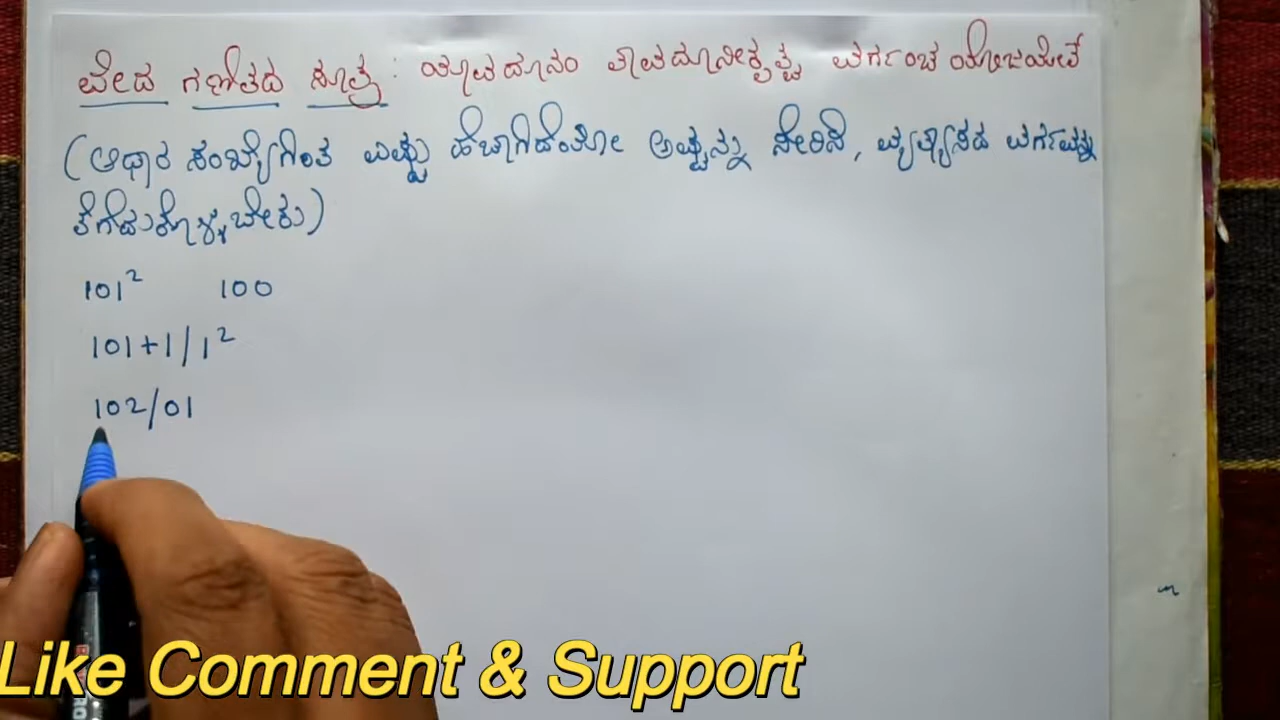 ವೇದ ಗಣಿತದ ಸೂತ್ರ : ಯಾವದೂನಂ ತಾವದೂನೀಕೃತ್ಯ ವರ್ಗಂಚ ಯೋಜಯೇತ್
(ಆಧಾರ ಸಂಖ್ಯೆಗಿಂತ ಎಷ್ಟು ಹೆಚ್ಚಾಗಿದೆಯೋ ಅಷ್ಟನ್ನು ಸೇರಿಸಿ, ವ್ಯತ್ಯಾಸದ ವರ್ಗವನ್ನು
ತೆಗೆದುಕೊಳ್ಳಬೇಕು)
101² 100
101+1/1²
102/01
Like Comment & Support